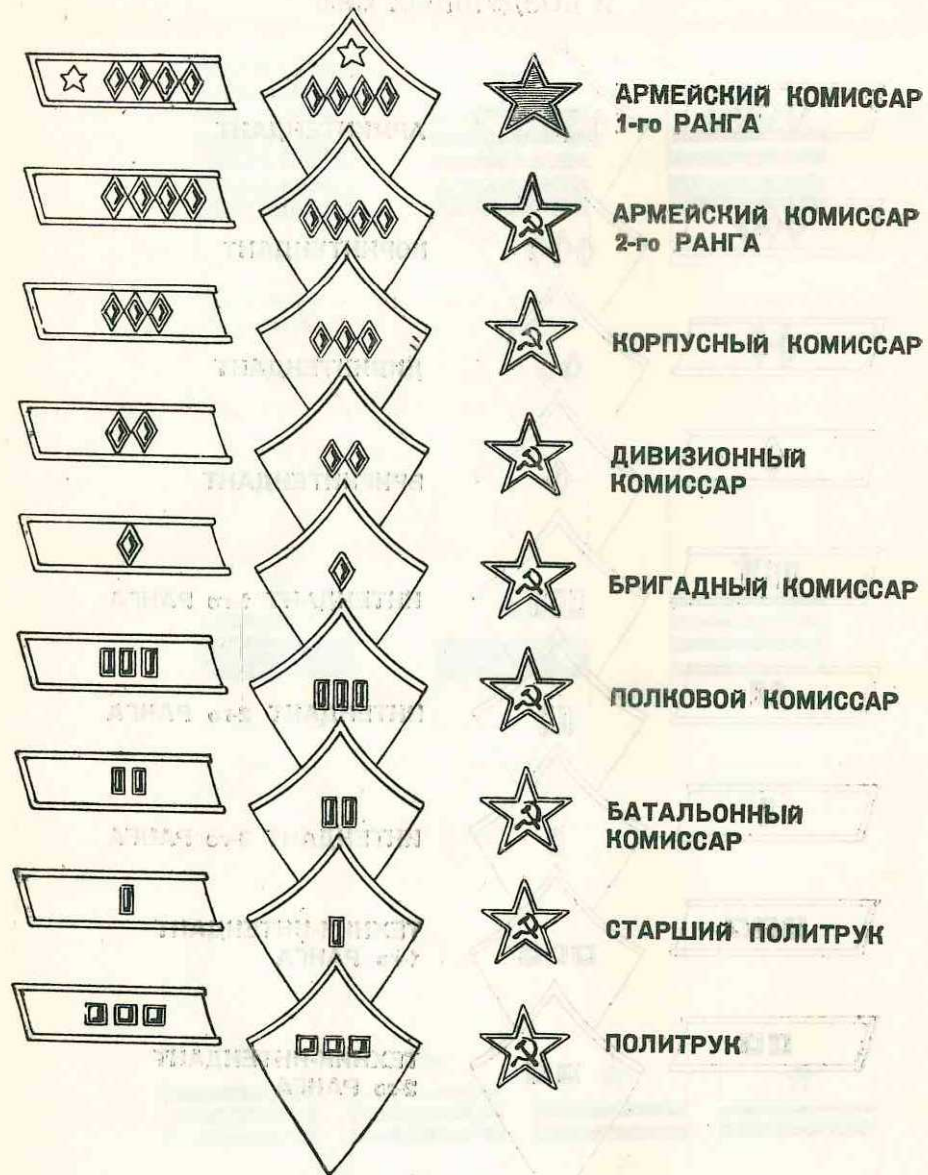 АРМЕЙСКИЙ КОМИССАР
1-го РАНГА
АРМЕЙСКИЙ КОМИССАР
2-го РАНГА
КОРПУСНЫЙ КОМИССАР
ДИВИЗИОННЫЙ
КОМИССАР
БРИГАДНЫЙ КОМИССАР
ПОЛКОВОЙ КОМИССАР
БАТАЛЬОННЫЙ
КОМИССАР
СТАРШИЙ ПОЛИТРУК
ПОЛИТРУК